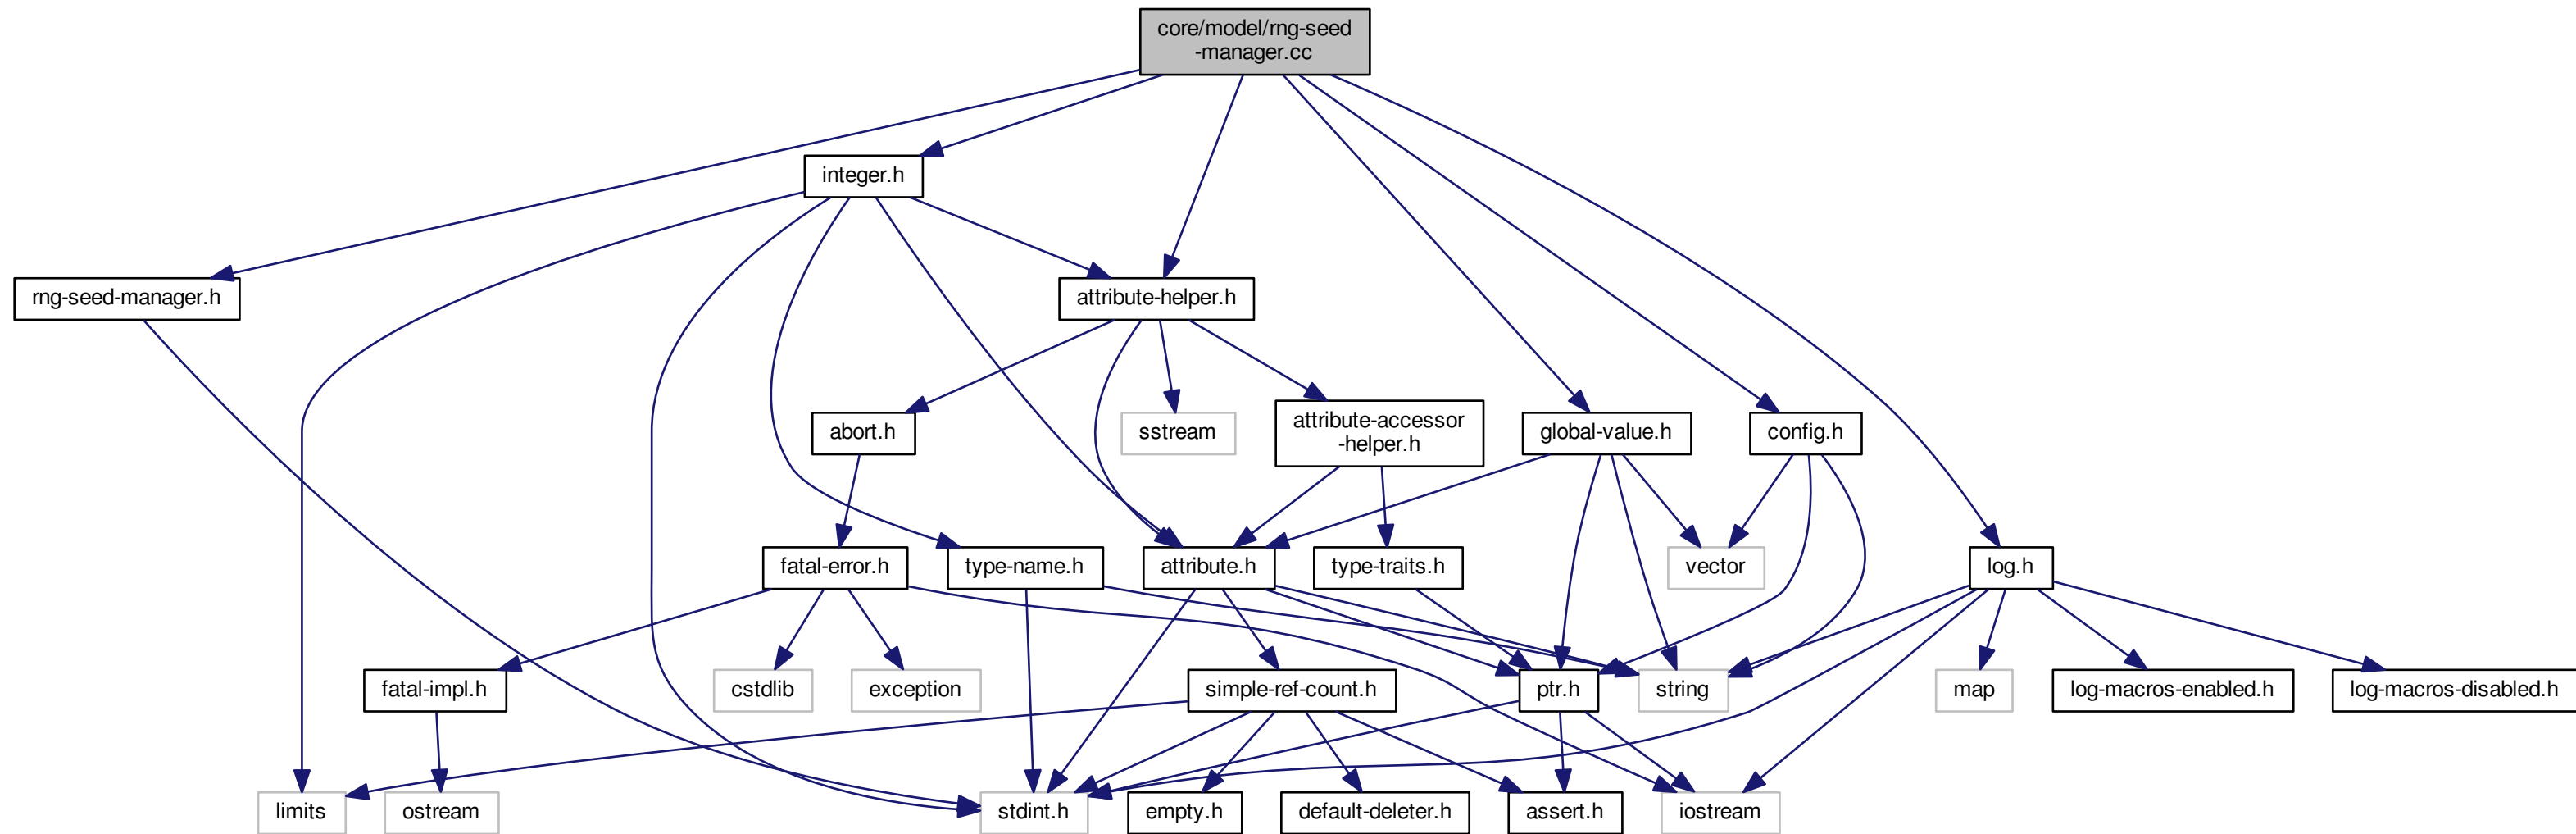 core/model/rng-seed
-manager.cc
integer.h
rng-seed-manager.h
attribute-helper.h
abort.h
sstream
attribute-accessor
-helper.h
global-value.h
config.h
fatal-error.h
type-name.h
attribute.h
type-traits.h
vector
log.h
fatal-impl.h
cstdlib
exception
simple-ref-count.h
ptr.h
string
map
log-macros-enabled.h
log-macros-disabled.h
limits
ostream
stdint.h
empty.h
default-deleter.h
assert.h
iostream